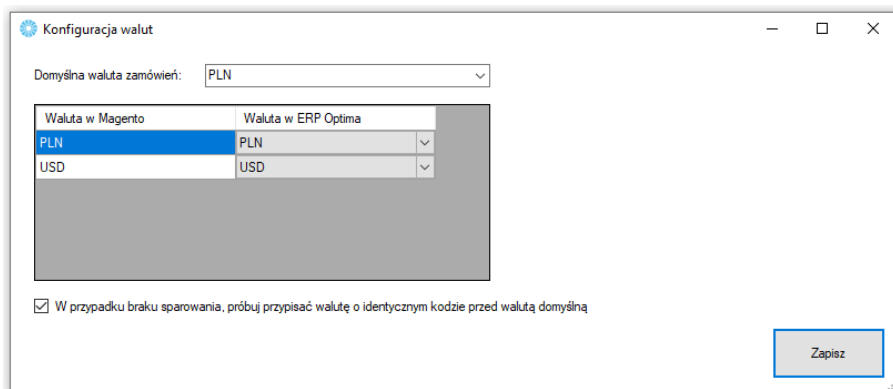 Konfiguracja walut
Domyślna waluta zamówień: PLN
Waluta w Magento Waluta w ERP Optima
PLN PLN
USD USD
W przypadku braku sparowania, próbuj przypisać walutę o identycznym kodzie przed walutą domyślną
Zapisz